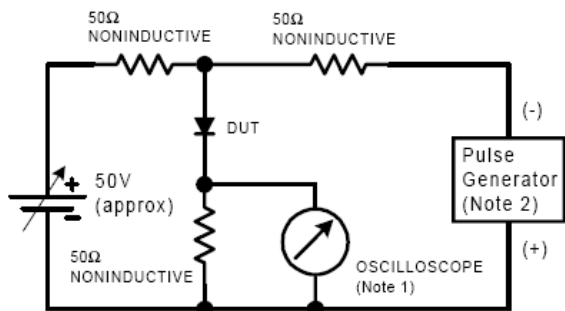 50Ω
NONINDUCTIVE
50Ω
NONINDUCTIVE
DUT
(-)
+
50V
(approx)
-
Pulse
Generator
(Note 2)
50Ω
NONINDUCTIVE
(+)
OSCILLOSCOPE
(Note 1)